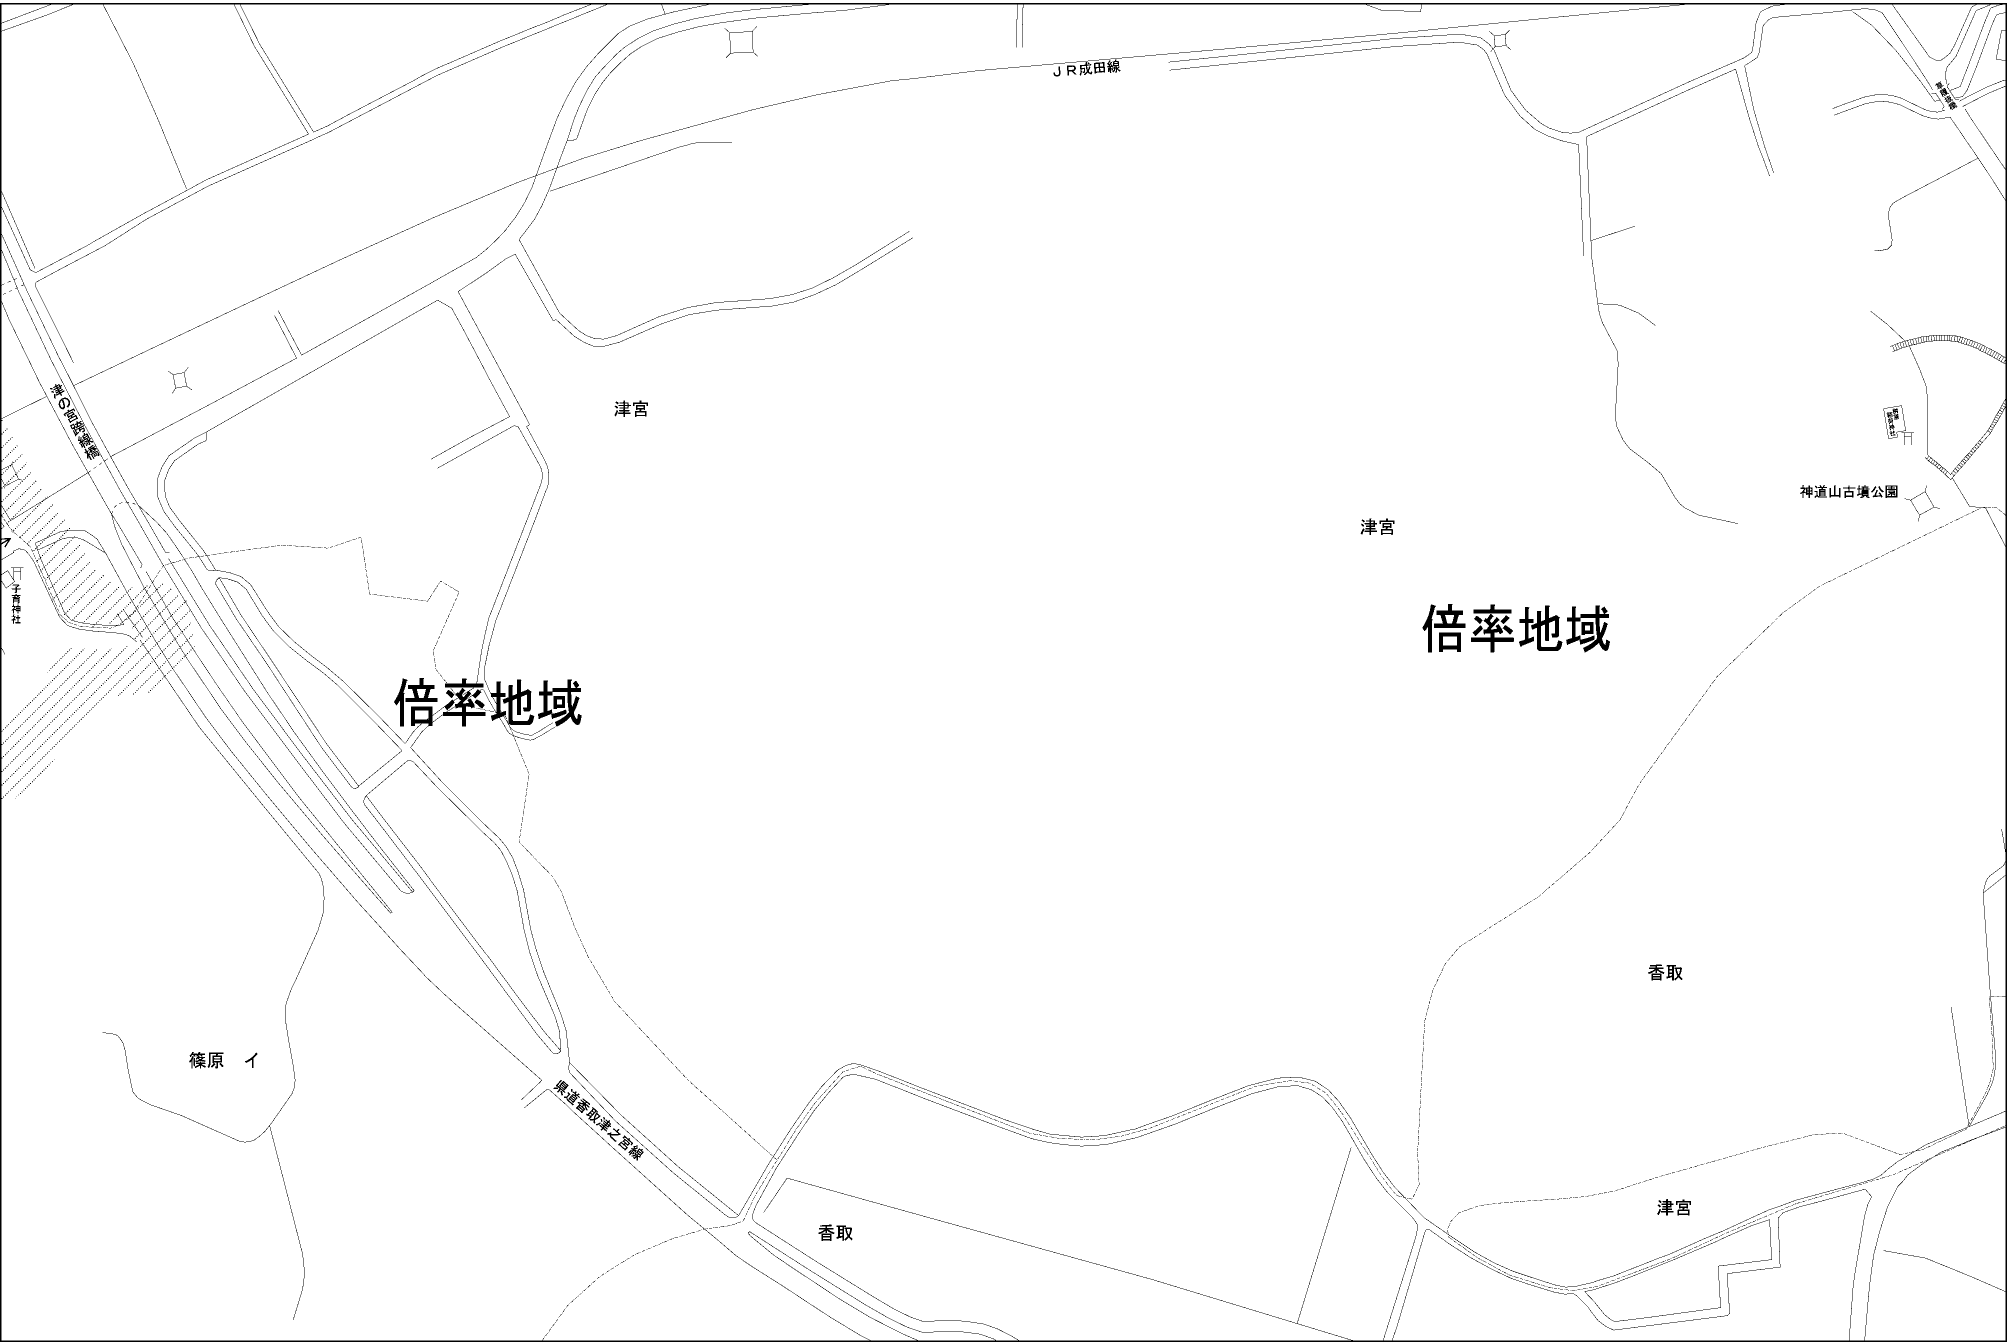 JR成田線
津の宮跨線橋
津宮
神道山古墳公園
津宮
子育神社
倍率地域
倍率地域
香取
篠原 イ
県道香取津之宮線
津宮
香取